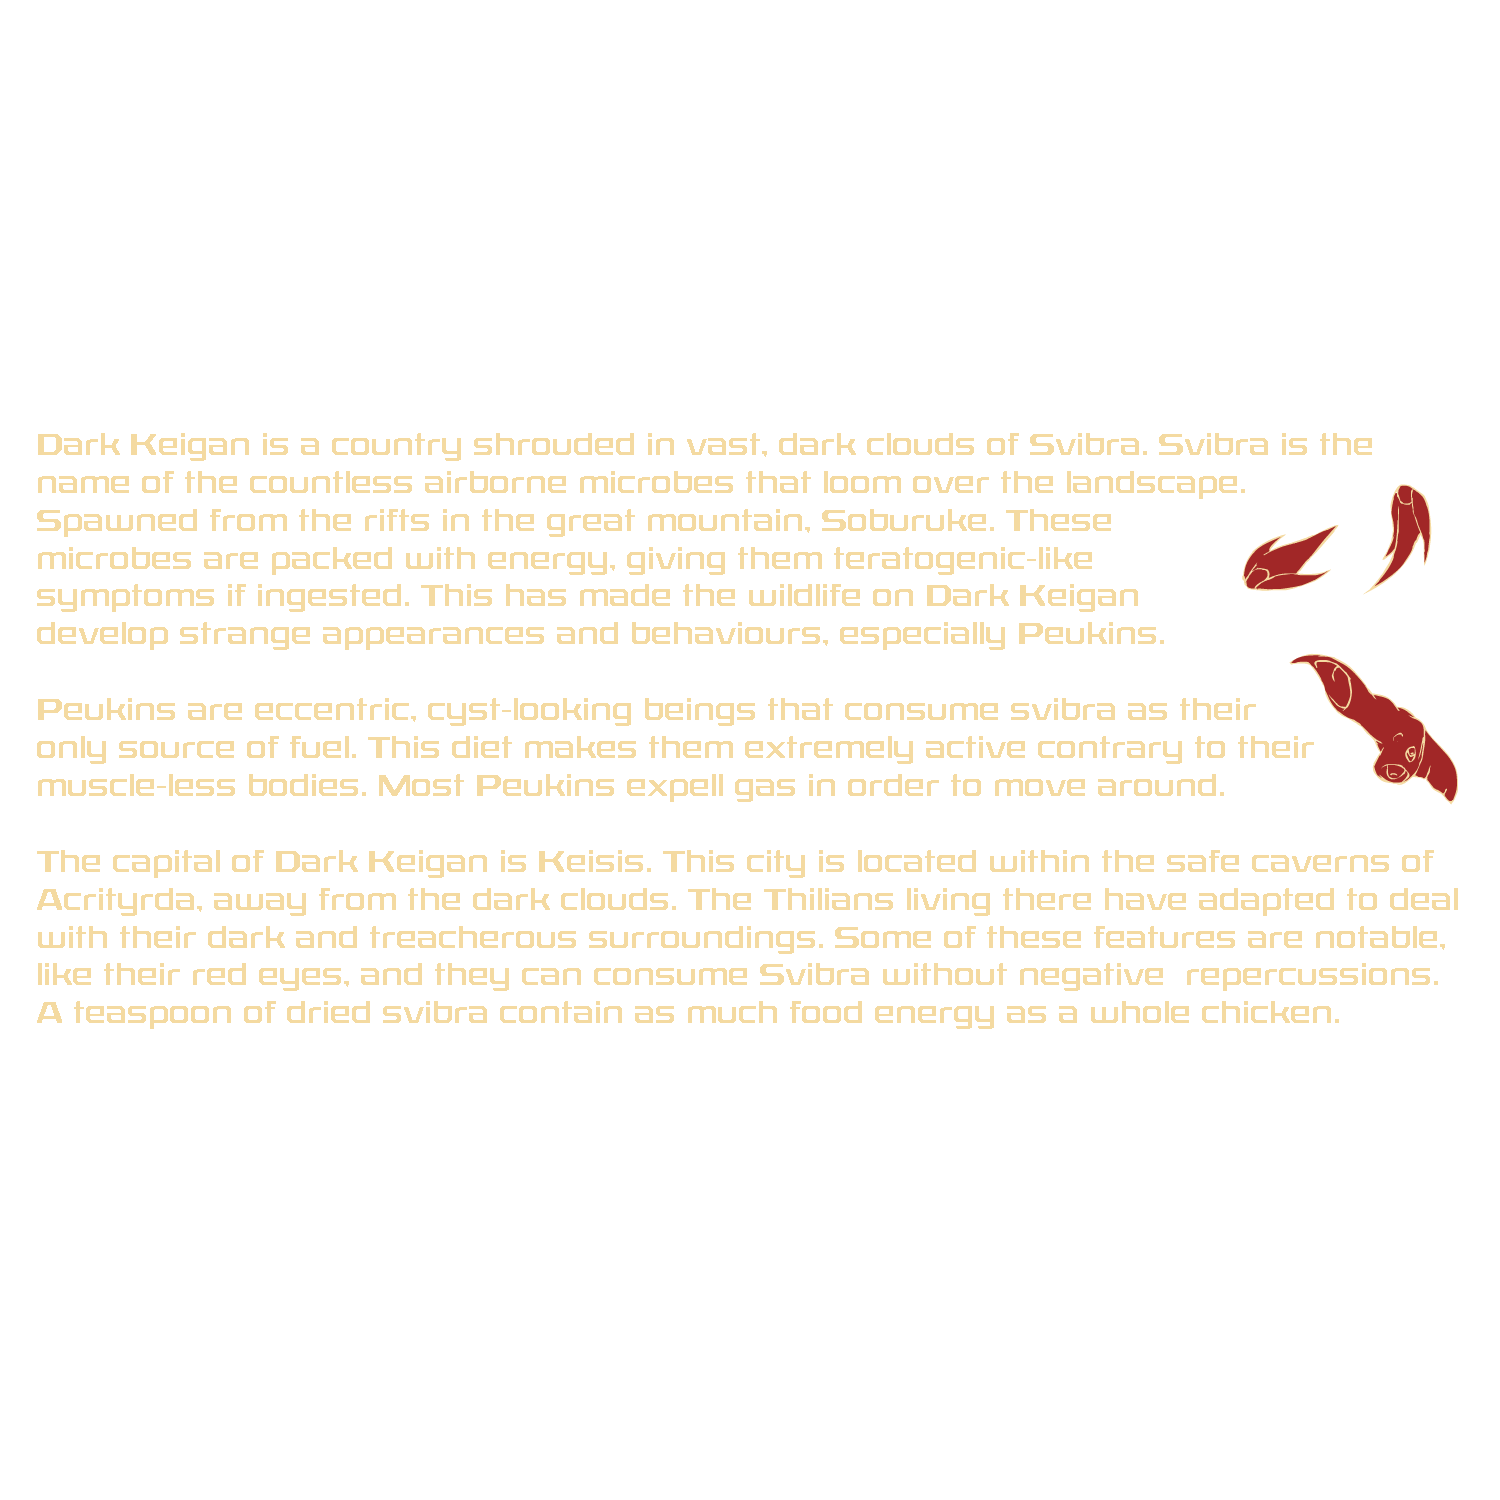 Dark Keigan is a country shrouded in vast, dark clouds of Svibra. Svibra is the
name of the countless airborne microbes that loom over the landscape.
Spawned from the rifts in the great mountain, Soburuke. These
microbes are packed with energy, giving them teratogenic-like
symptoms if ingested. This has made the wildlife on Dark Keigan
develop strange appearances and behaviours, especially Peukins.
Peukins are eccentric, cyst-looking beings that consume svibra as their
only source of fuel. This diet makes them extremely active contrary to their
muscle-less bodies. Most Peukins expell gas in order to move around.
The capital of Dark Keigan is Keisis. This city is located within the safe caverns of
Acrityrda, away from the dark clouds. The Thilians living there have adapted to deal
with their dark and treacherous surroundings. Some of these features are notable,
like their red eyes, and they can consume Svibra without negative  repercussions.
A teaspoon of dried svibra contain as much food energy as a whole chicken.